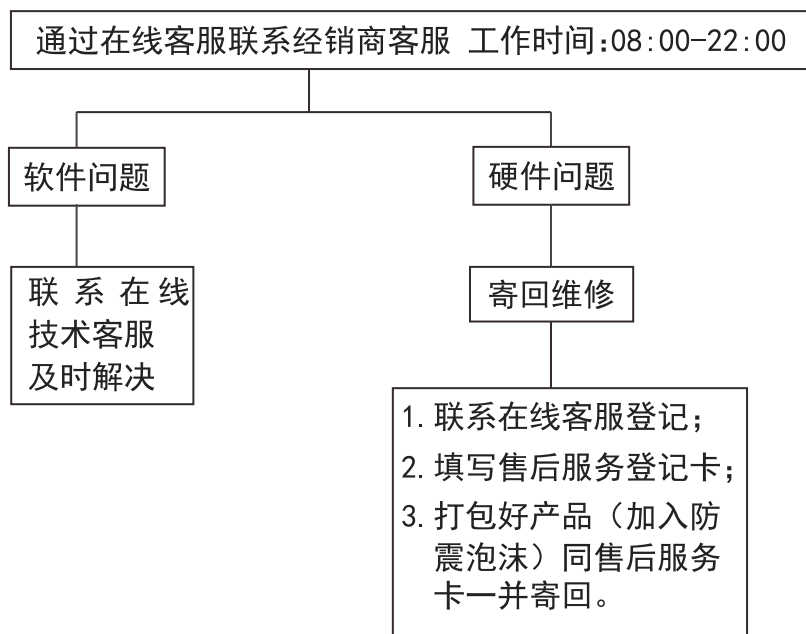 通过在线客服联系经销商客服 工作时间:08:00-22:00
软件问题
硬件问题
联系在线
技术客服
及时解决
寄回维修
1. 联系在线客服登记;
2. 填写售后服务登记卡;
3. 打包好产品（加入防
震泡沫）同售后服务
卡一并寄回。